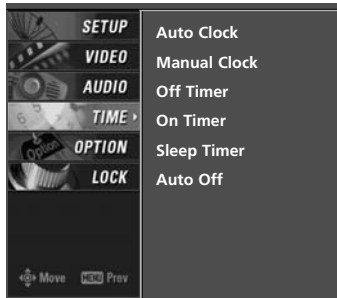 SETUP
VIDEO
AUDIO
TIME
OPTION
LOCK
Auto Clock
Manual Clock
Off Timer
On Timer
Sleep Timer
Auto Off
Option
Move MENU Prev